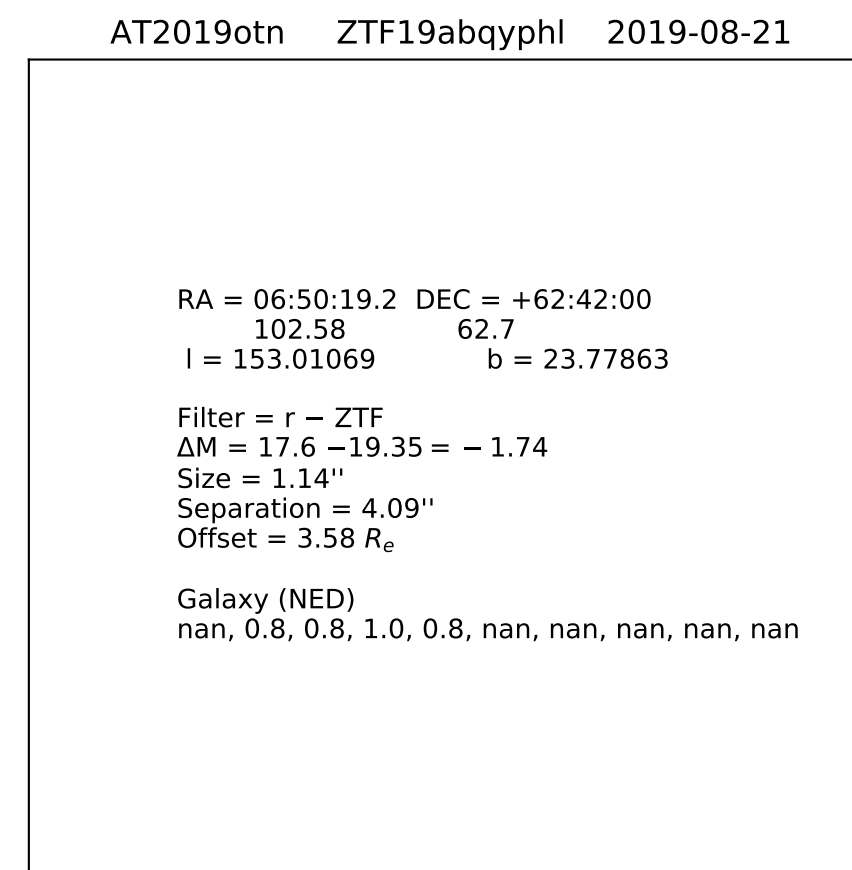 AT2019otn ZTF19abqyphl 2019-08-21
RA = 06:50:19.2 DEC = +62:42:00
102.58 62.7
l = 153.01069 b = 23.77863
Filter = r − ZTF
ΔM = 17.6 −19.35 = − 1.74
Size = 1.14''
Separation = 4.09''
Offset = 3.58 Re
Galaxy (NED)
nan, 0.8, 0.8, 1.0, 0.8, nan, nan, nan, nan, nan